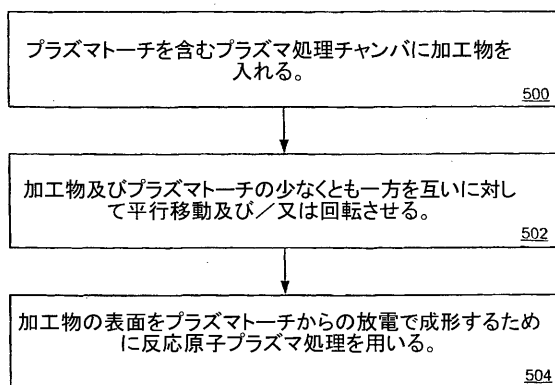 プラズマトーチを含むプラズマ処理チャンバに加工物を
入れる。
500
加工物及びプラズマトーチの少なくとも一方を互いに対し
て平行移動及び／又は回転させる。
502
加工物の表面をプラズマトーチからの放電で成形するため
に反応原子プラズマ処理を用いる。
504